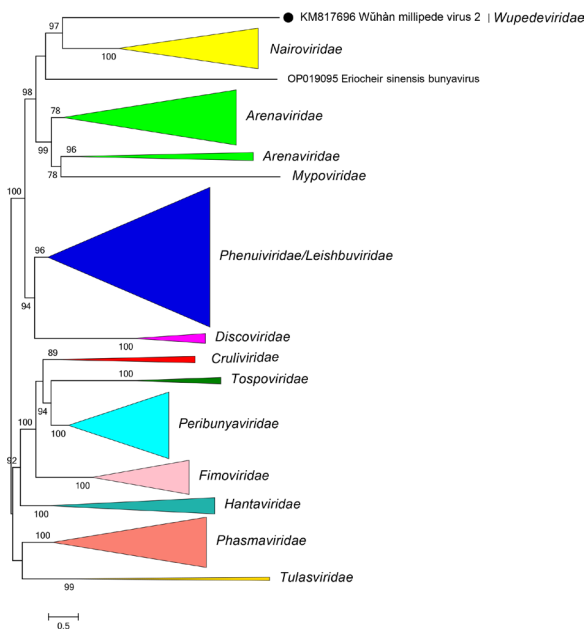 97
KM817696 Wǔhàn millipede virus 2 | Wupedeviridae
Nairoviridae
100
98
OP019095 Eriocheir sinensis bunyavirus
78
Arenaviridae
99
96
Arenaviridae
78
Mypoviridae
100
96
Phenuiviridae/Leishbuviridae
94
Discoviridae
100
89
Cruliviridae
100
Tospoviridae
94
100
Peribunyaviridae
100
Fimoviridae
92
100
Hantaviridae
100
100
Phasmaviridae
Tulasviridae
99
0.5